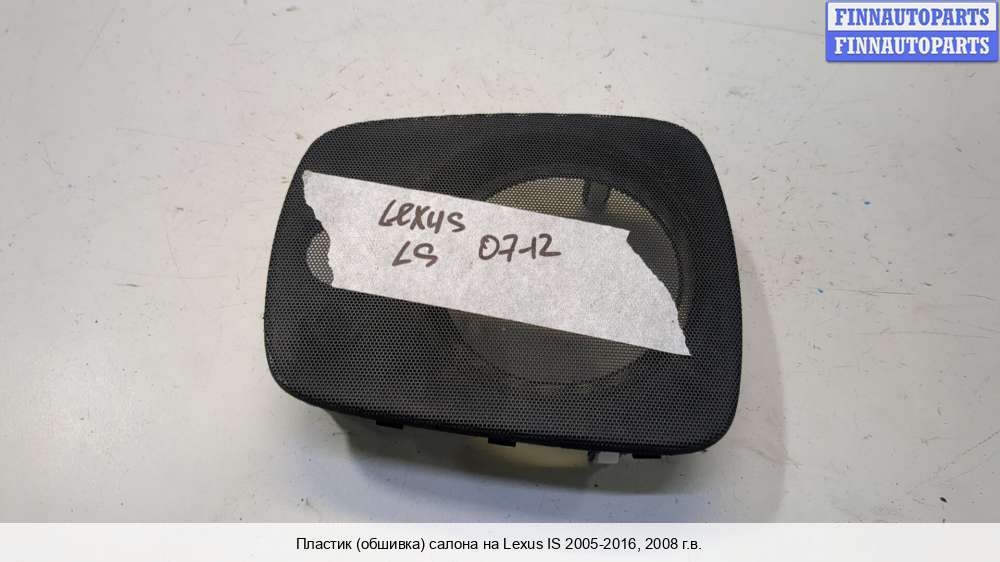 FINNAUTOPARTS
FINNAUTOPARTS
Lexus
LS 07-12
Пластик (обшивка) салона на Lexus IS 2005-2016, 2008 г.в.